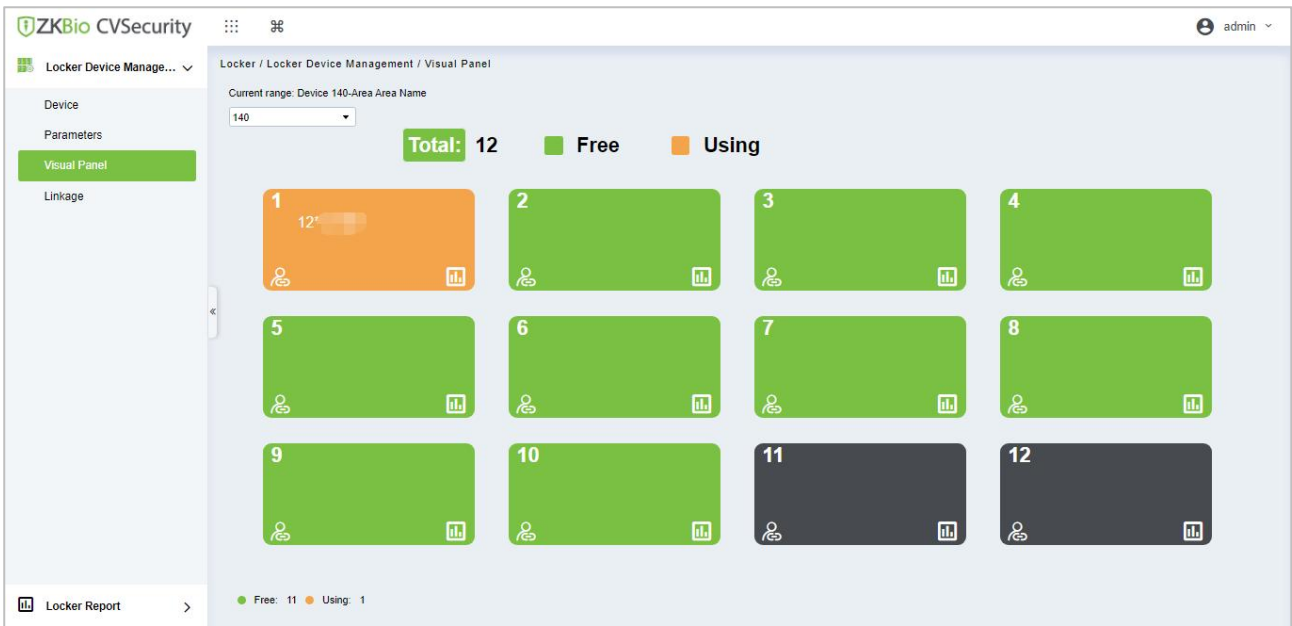 ZKBio CVSecurity
admin
Locker Device Manage...
Locker / Locker Device Management / Visual Panel
Device
Parameters
Visual Panel
Linkage
Current range: Device 140-Area Area Name
140
Total: 12 Free Using
1 2 3 4
12
5 6 7 8
9 10 11 12
Free: 11 Using: 1
Locker Report